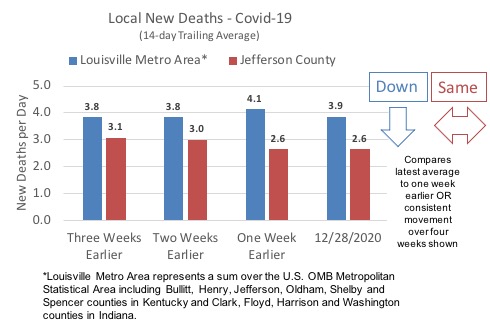 Local New Deaths - Covid-19
(14-day Trailing Average)
Louisville Metro Area* Jefferson County
New Deaths per Day
5.0
4.0
3.0
2.0
1.0
0.0
3.8
3.1
3.8
3.0
4.1
2.6
3.9
2.6
Three Weeks
Earlier
Two Weeks
Earlier
One Week
Earlier
12/28/2020
Down
Same
Compares
latest average
to one week
earlier OR
consistent
movement
over four
weeks shown
*Louisville Metro Area represents a sum over the U.S. OMB Metropolitan
Statistical Area including Bullitt, Henry, Jefferson, Oldham, Shelby and
Spencer counties in Kentucky and Clark, Floyd, Harrison and Washington
counties in Indiana.